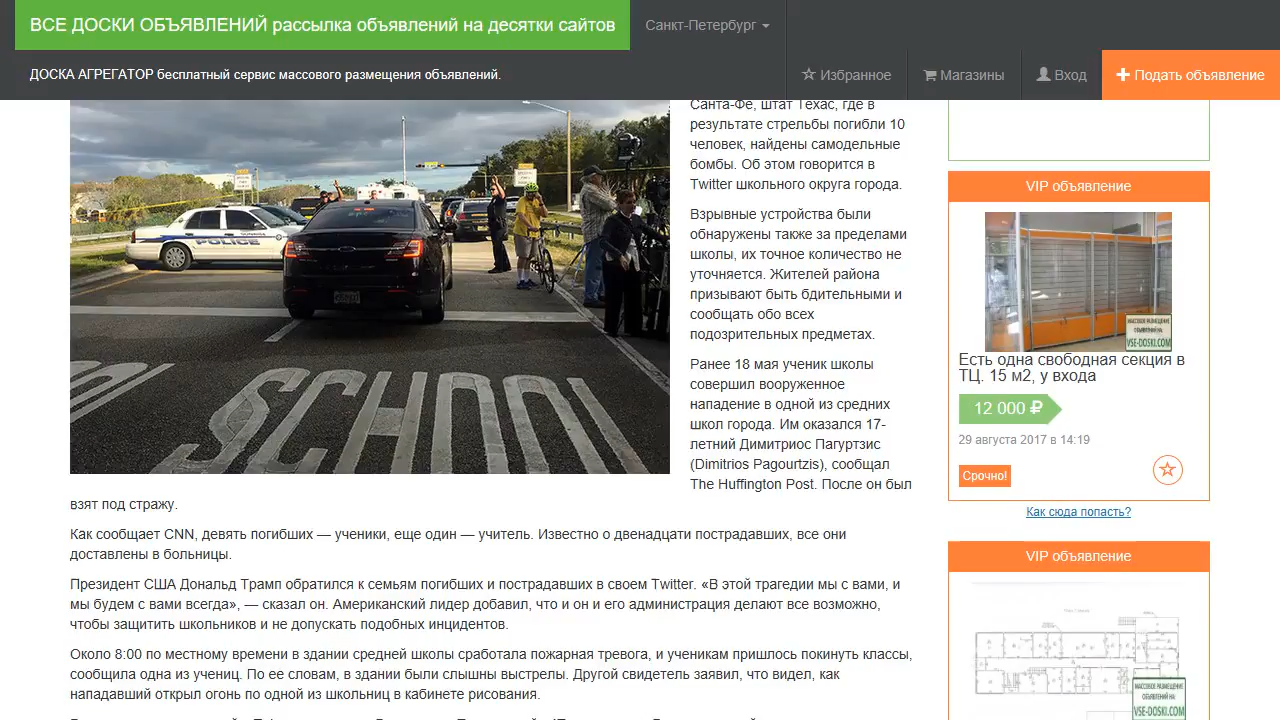 ВСЕ ДОСКИ ОБЪЯВЛЕНИЙ рассылка объявлений на десятки сайтов
Санкт-Петербург
ДОСКА АГРЕГАТОР бесплатный сервис массового размещения объявлений.
Избранное
Магазины
Вход
Подать объявление
POLICE
SCHOOL
Санта-Фе, штат Техас, где в
результате стрельбы погибли 10
человек, найдены самодельные
бомбы. Об этом говорится в
Twitter школьного округа города.
Взрывные устройства были
обнаружены также за пределами
школы, их точное количество не
уточняется. Жителей района
призывают быть бдительными и
сообщать обо всех
подозрительных предметах.
Ранее 18 мая ученик школы
совершил вооруженное
нападение в одной из средних
школ города. Им оказался 17-
летний Димитриос Пагуртзис
(Dimitrios Pagourtzis), сообщал
The Huffington Post. После он был
взят под стражу.
Как сообщает CNN, девять погибших — ученики, еще один — учитель. Известно о двенадцати пострадавших, все они
доставлены в больницы.
Президент США Дональд Трамп обратился к семьям погибших и пострадавших в своем Twitter. «В этой трагедии мы с вами, и
мы будем с вами всегда», — сказал он. Американский лидер добавил, что и он и его администрация делают все возможно,
чтобы защитить школьников и не допускать подобных инцидентов.
Около 8:00 по местному времени в здании средней школы сработала пожарная тревога, и ученикам пришлось покинуть классы,
сообщила одна из учениц. По ее словам, в здании были слышны выстрелы. Другой свидетель заявил, что видел, как
нападавший открыл огонь по одной из школьниц в кабинете рисования.
VIP объявление
МАССОВОЕ РАЗМЕЩЕНИЕ
ОБЪЯВЛЕНИЙ НА:
VSE-DOSKI.COM
Есть одна свободная секция в
ТЦ. 15 м2, у входа
12 000 ₽
29 августа 2017 в 14:19
Срочно!
Как сюда попасть?
VIP объявление
МАССОВОЕ РАЗМЕЩЕНИЕ
ОБЪЯВЛЕНИЙ НА:
VSE-DOSKI.COM